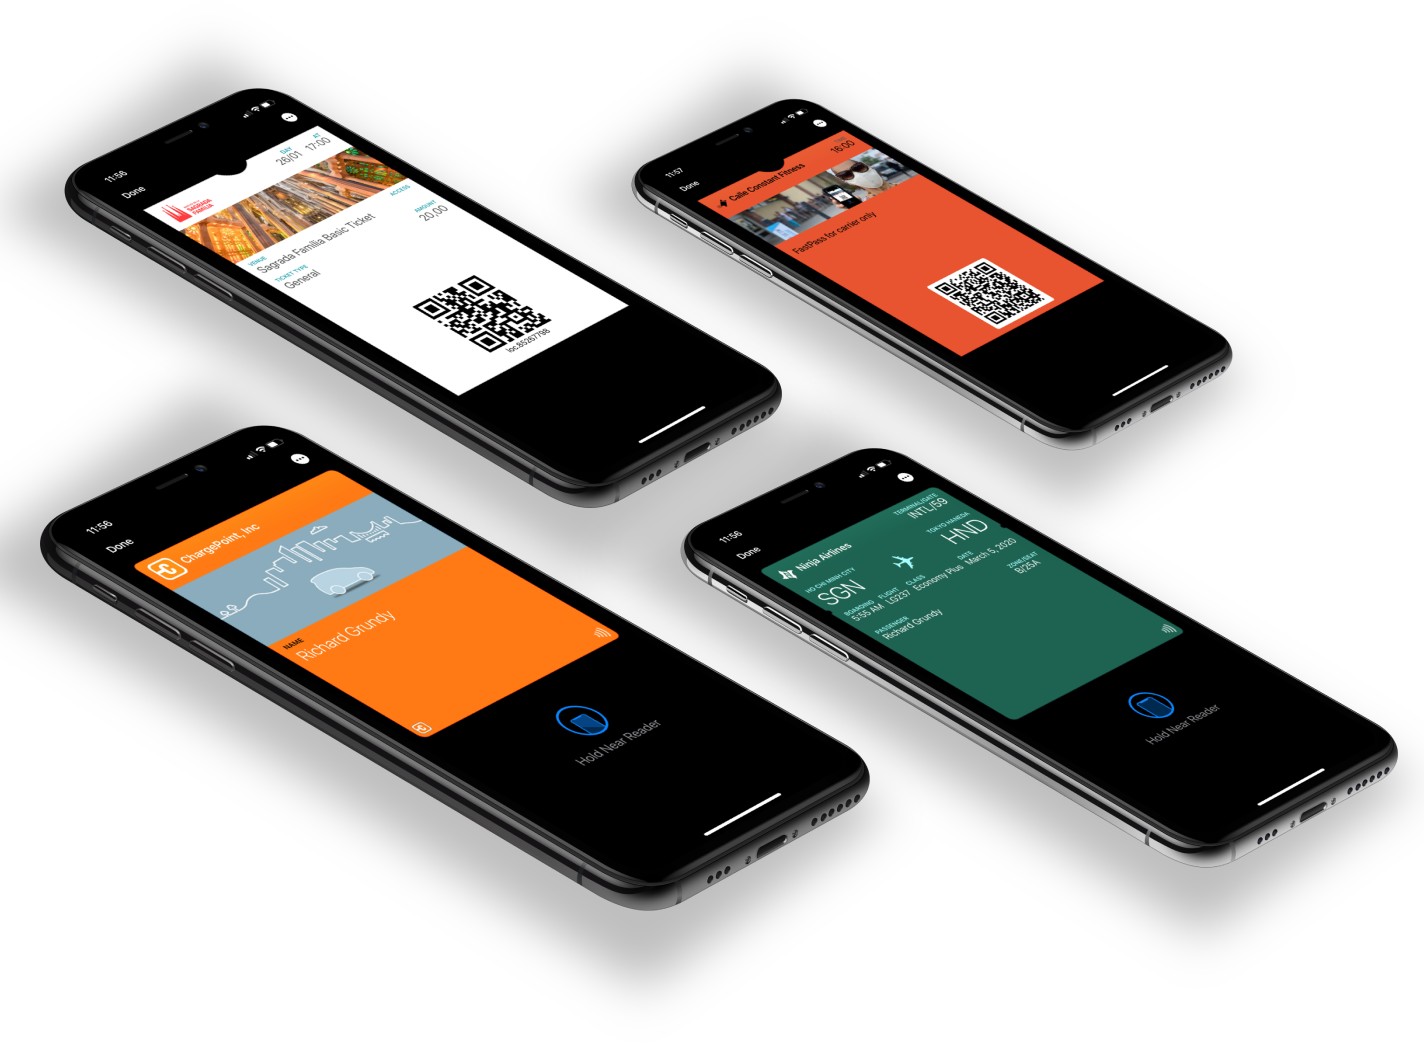 11:56
Done
SAGRADA
FAMILIA
DAY
26/01
AT
17:00
VENUE
Sagrada Familia Basic Ticket
ACCESS
TICKET TYPE
General
AMOUNT
20,00
loc:85267798
11:57
Done
Calle Constant Fitness
16:00
FastPass for carrier only
11:56
Done
ChargePoint, Inc
NAME
Richard Grundy
Hold Near Reader
11:56
Done
Ninja Airlines
TERMINAL/GATE
INTL/59
HO CHI MINH CITY
SGN
TOKYO HANEDA
HND
BOARDING FLIGHT CLASS DATE
5:55 AM LG237 Economy Plus March 5, 2020
PASSENGER
Richard Grundy
ZONE/SEAT
B/25A
Hold Near Reader